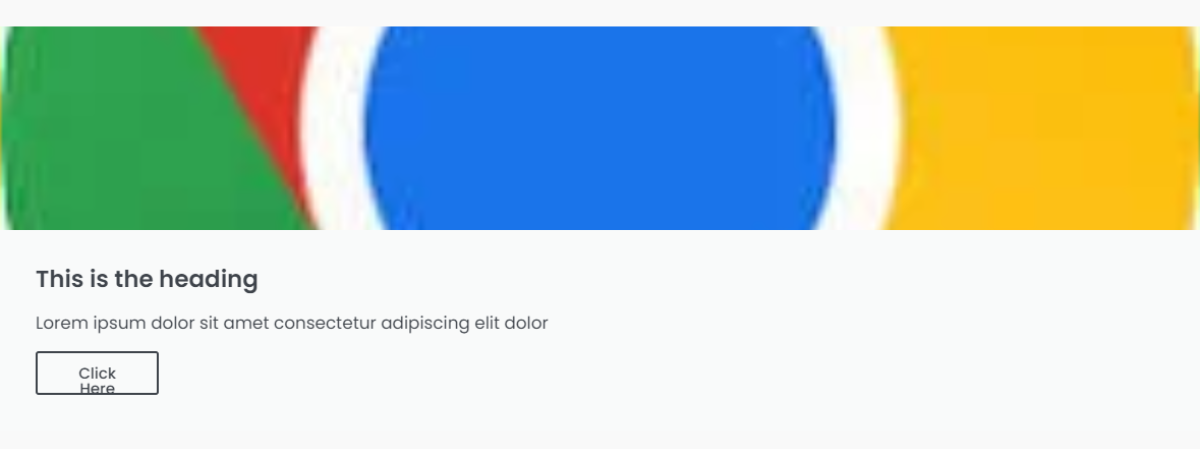 This is the heading
Lorem ipsum dolor sit amet consectetur adipiscing elit dolor
Click
Here